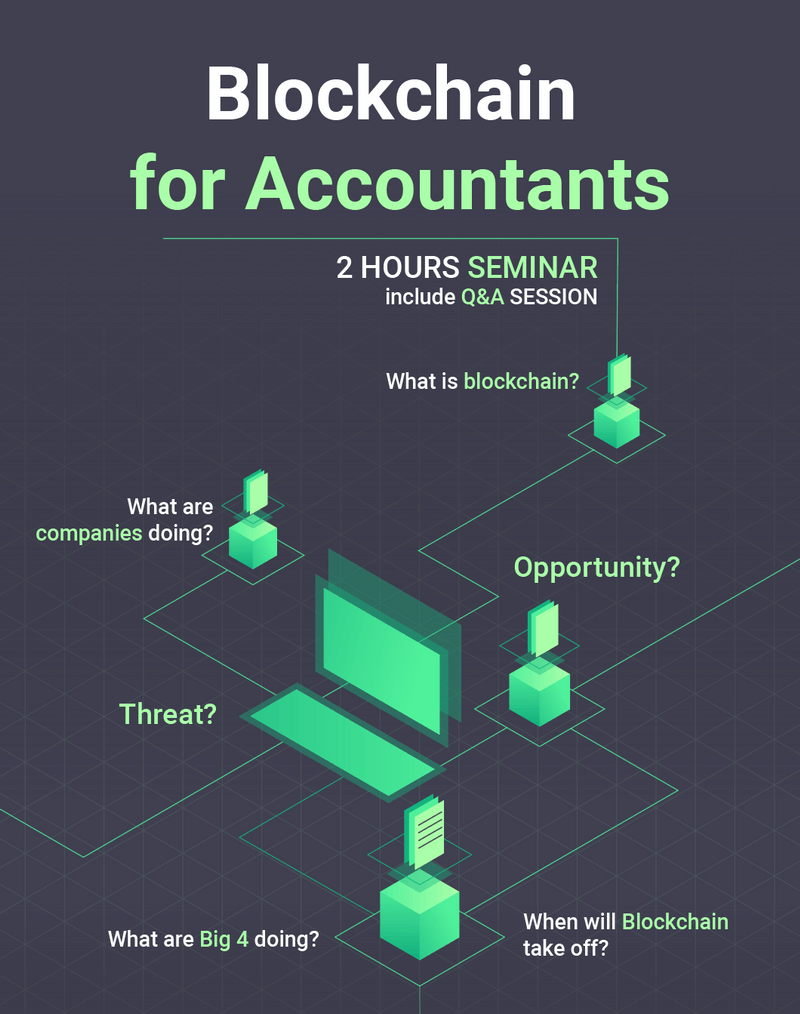 Blockchain
for Accountants
2 HOURS SEMINAR
include Q&A SESSION
What is blockchain?
What are
companies doing?
Opportunity?
Threat?
What are Big 4 doing?
When will Blockchain
take off?